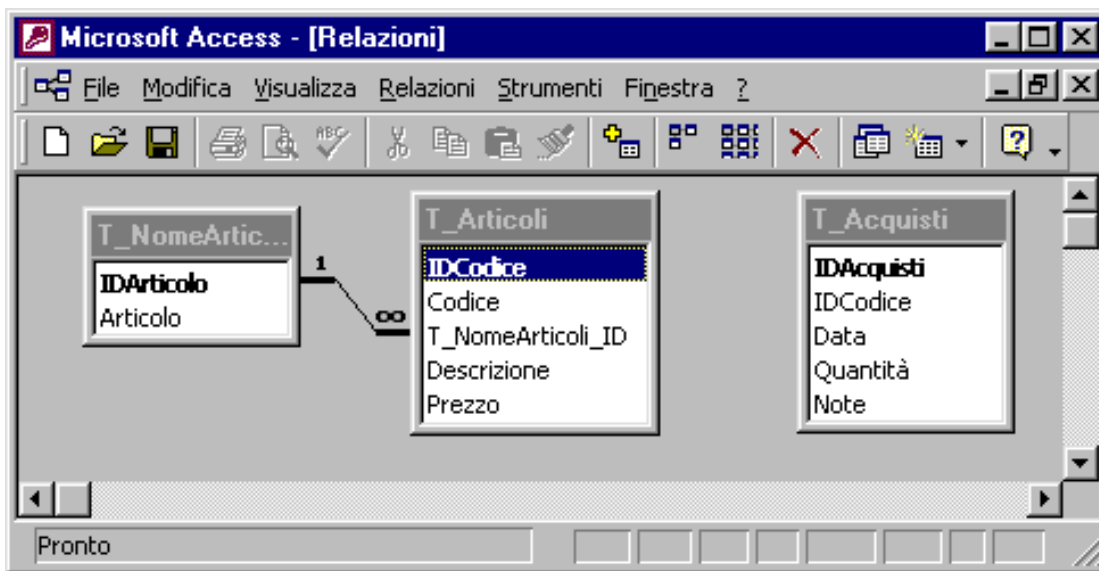 Microsoft Access - [Relazioni]
File Modifica Visualizza Relazioni Strumenti Finestra ?
ABC
T_NomeArtic...
IDArticolo
Articolo
1
∞
T_Articoli
IDCodice
Codice
T_NomeArticoli_ID
Descrizione
Prezzo
T_Acquisti
IDAcquisti
IDCodice
Data
Quantità
Note
Pronto